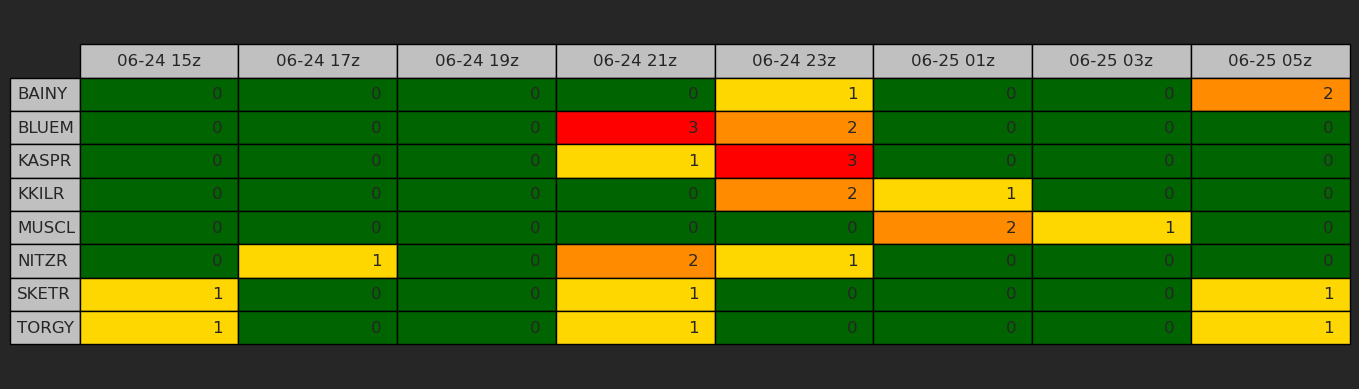 06-24 15z 06-24 17z 06-24 19z 06-24 21z 06-24 23z 06-25 01z 06-25 03z 06-25 05z
BAINY 0 0 0 0 1 0 0 2
BLUEM 0 0 0 3 2 0 0 0
KASPR 0 0 0 1 3 0 0 0
KKILR 0 0 0 0 2 1 0 0
MUSCL 0 0 0 0 0 2 1 0
NITZR 0 1 0 2 1 0 0 0
SKETR 1 0 0 1 0 0 0 1
TORGY 1 0 0 1 0 0 0 1